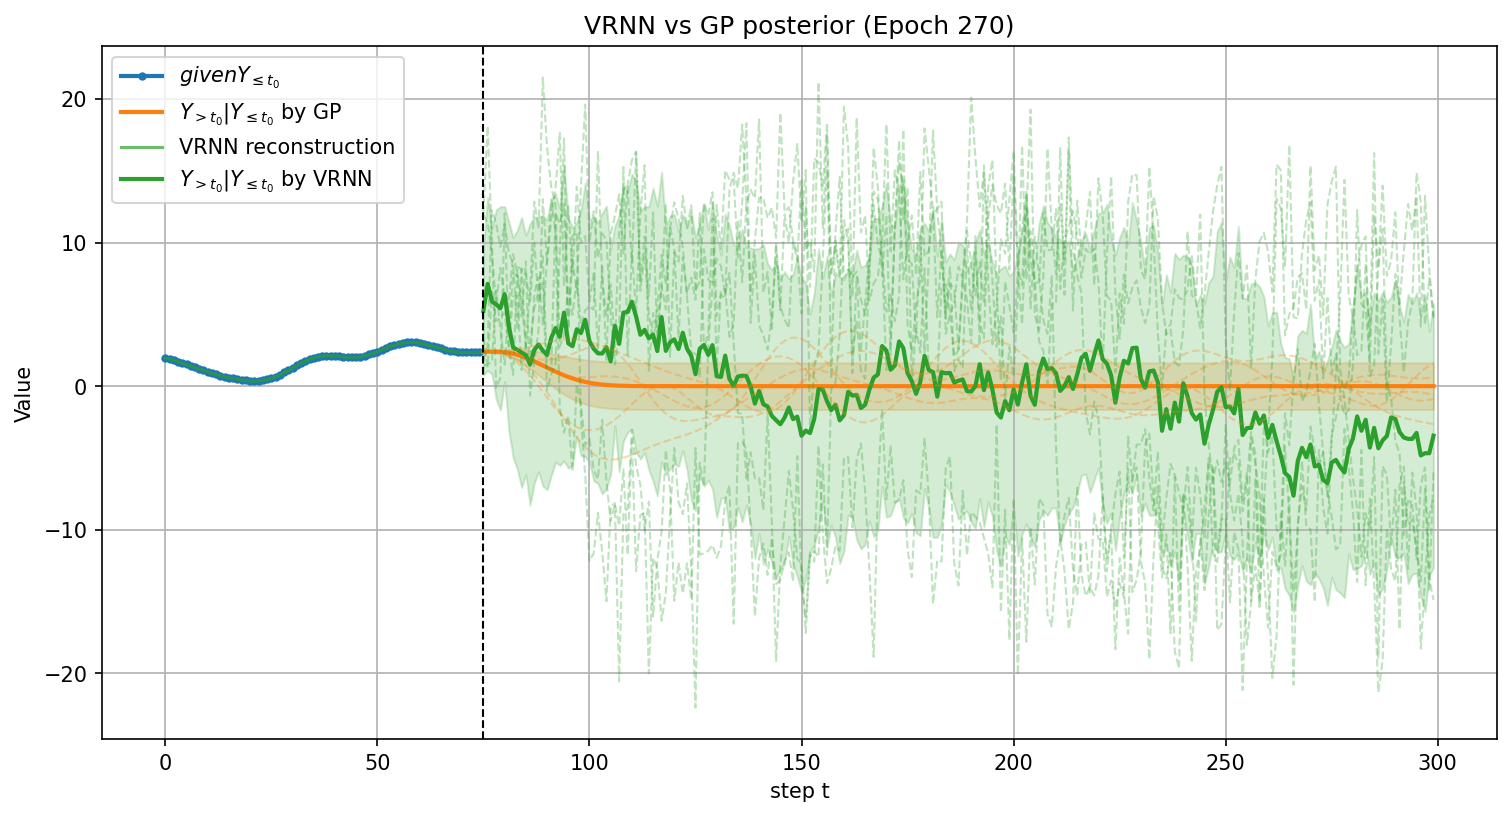 VRNN vs GP posterior (Epoch 270)
givenY≤t₀
Y>t₀|Y≤t₀ by GP
VRNN reconstruction
Y>t₀|Y≤t₀ by VRNN
Value
20
10
0
−10
−20
0 50 100 150 200 250 300
step t